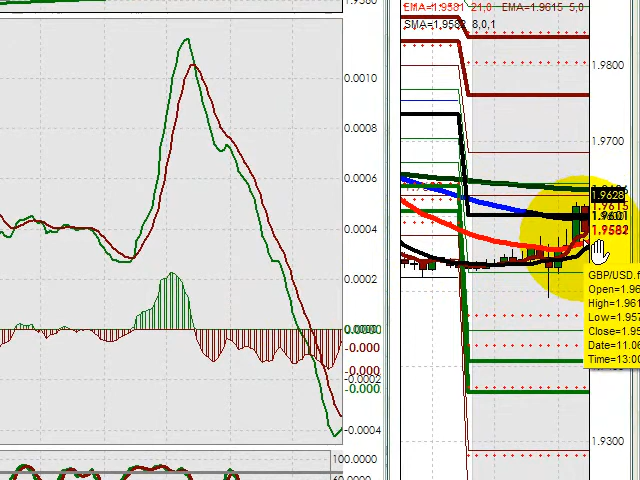 0.0010
0.0008
0.0006
0.0004
0.0002
-0.000
-0.0002
-0.000
-0.0004
100.0000
EMA=1.9581 21,0 EMA=1.9615 5,0
SMA=1.9582 8,0,1
1.9800
1.9700
1.9628
1.9615
1.9582
1.9300
GBP/USD.f
Open=1.96
High=1.961
Low=1.957
Close=1.95
Date=11.06
Time=13:00